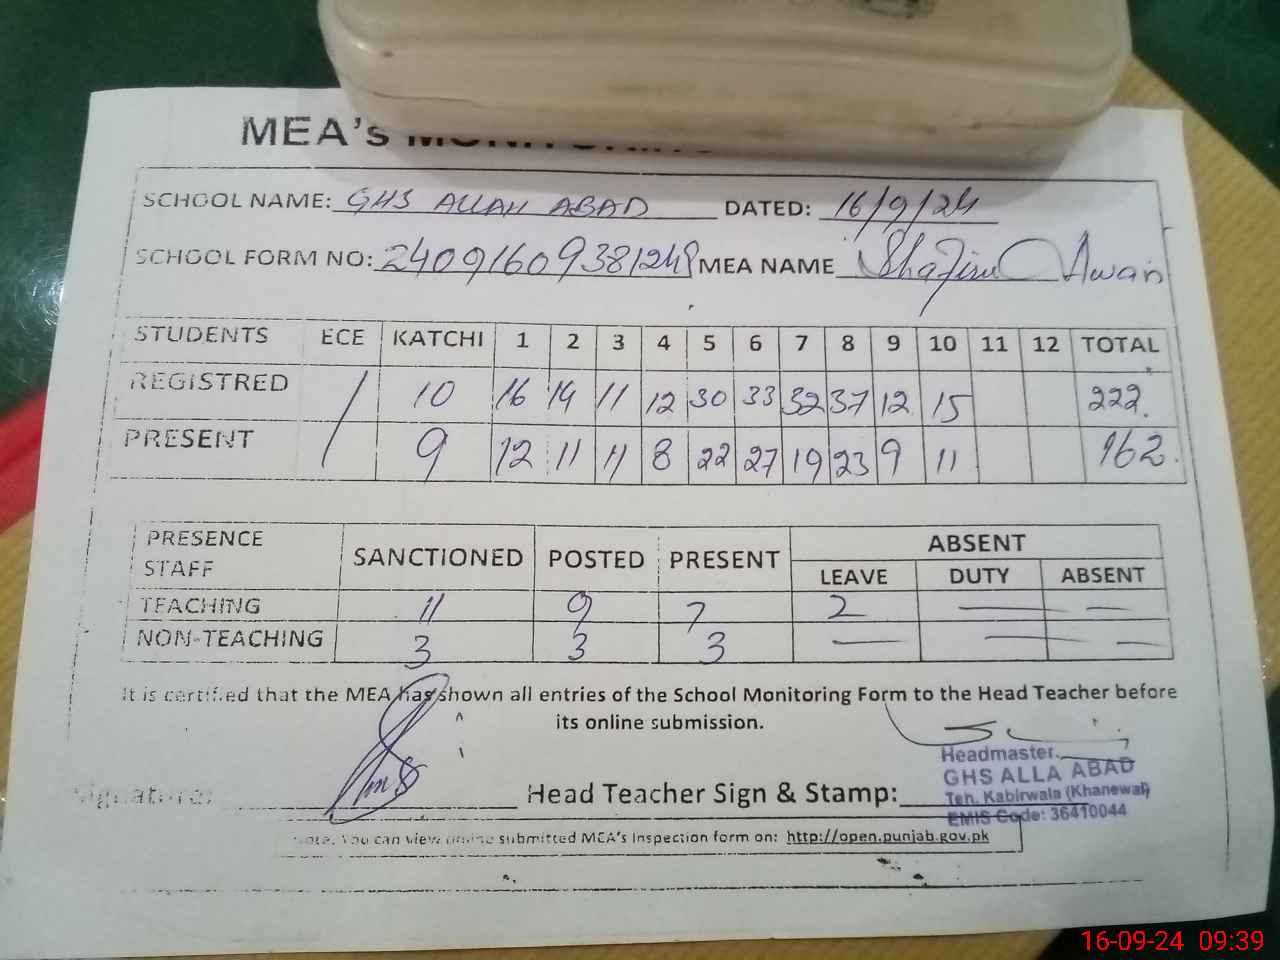 MEA's
SCHOOL NAME: GHS ALLAH ABAD DATED: 16/9/24
SCHOOL FORM NO: MEA NAME Awan
STUDENTS ECE KATCHI 1 2 3 4 5 6 7 8 9 10 11 12 TOTAL
REGISTRED / 10 16 14 11 12 30 33 32 37 12 15 222.
PRESENT 9 12 11 11 8 22 27 19 23 9 11 162.
PRESENCE STAFF SANCTIONED POSTED PRESENT ABSENT
LEAVE DUTY ABSENT
TEACHING 11 9 7 2 — —
NON-TEACHING 3 3 3 — — —
It is certified that the MEA has shown all entries of the School Monitoring Form to the Head Teacher before
its online submission.
Signature: Head Teacher Sign & Stamp:
Headmaster
GHS ALLA ABAD
Teh. Kabirwala (Khanewal)
EMIS Code: 36410044
Note: You can view online submitted MEA's Inspection form on: http://open.punjab.gov.pk
16-09-24 09:39